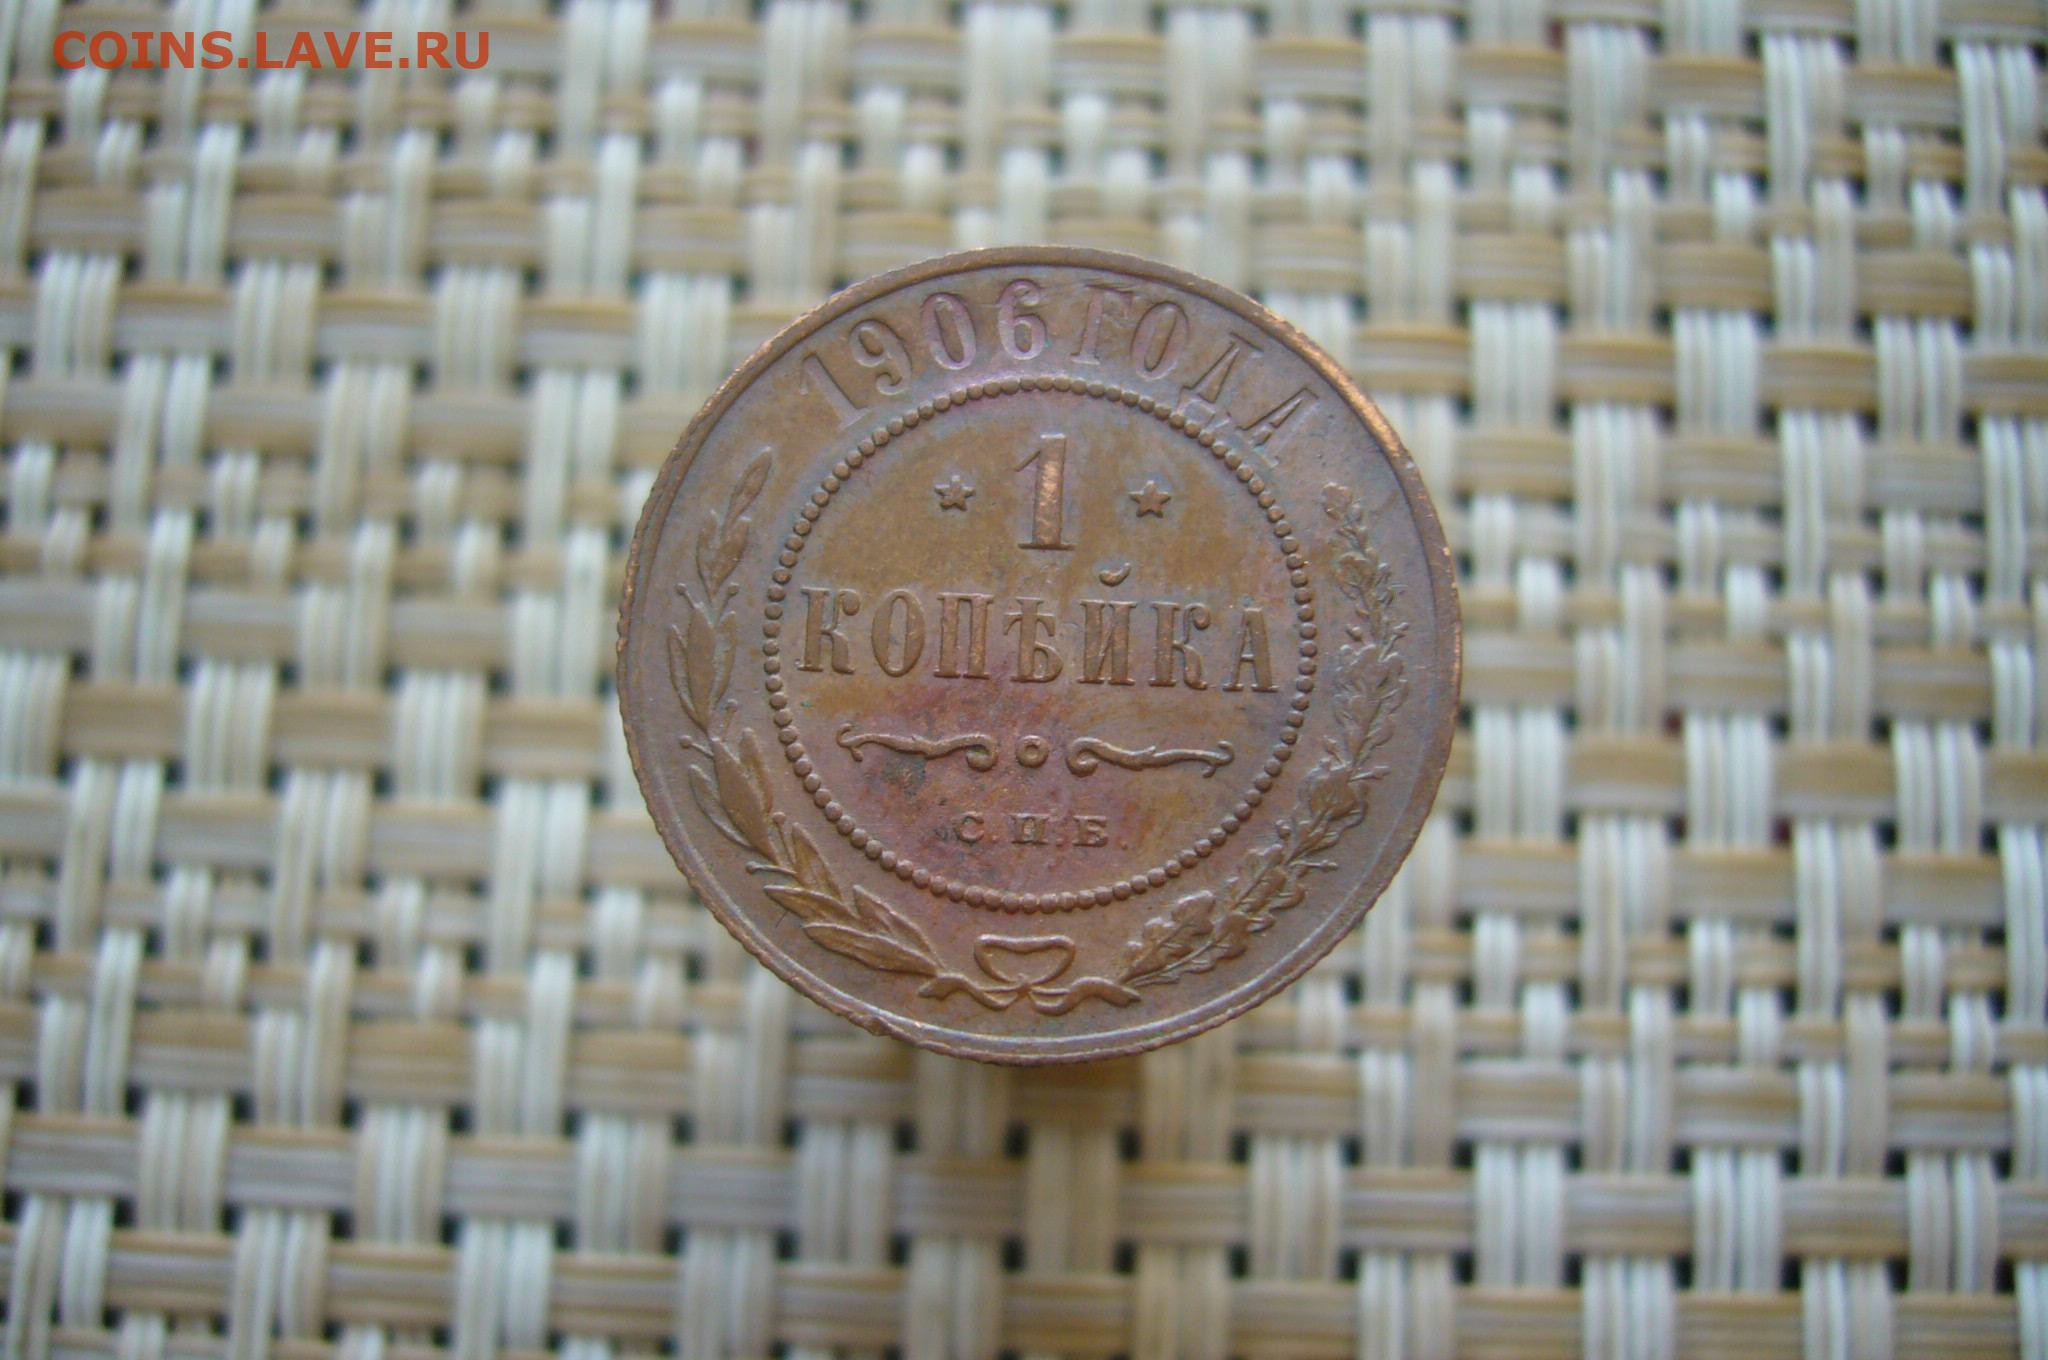 COINS.LAVE.RU
1906 ГОДА
1
КОПѢЙКА
С.П.Б.